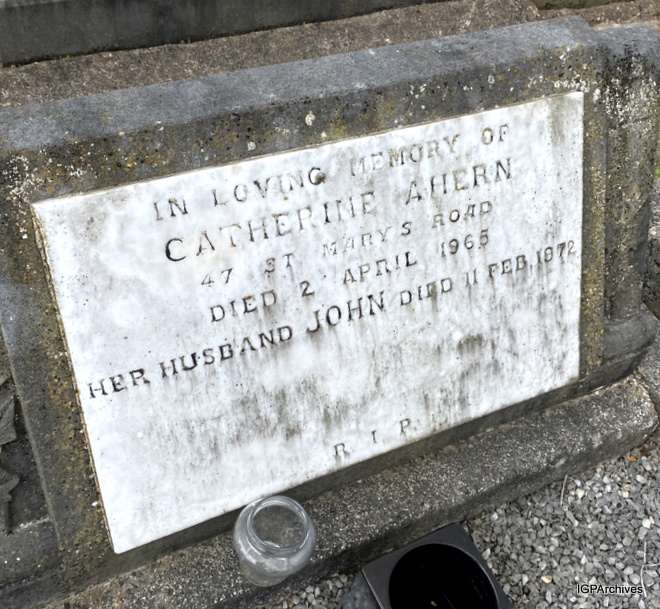 IN LOVING MEMORY OF
CATHERINE AHERN
47 ST MARY'S ROAD
DIED 2 APRIL 1965
HER HUSBAND JOHN DIED 11 FEB. 1972
R I P
IGPArchives